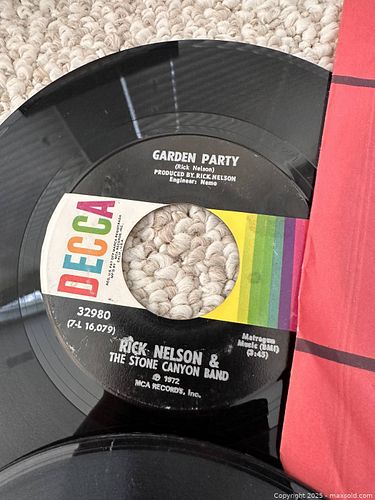 GARDEN PARTY
(Rick Nelson)
PRODUCED BY RICK NELSON
Engineer: Nemo
DECCA
32980
(7-L 16,079)
Matragun
Music (BMI)
(3:45)
RICK NELSON &
THE STONE CANYON BAND
℗ 1972
MCA RECORDS, Inc.
Copyright 2025 - maxsold.com